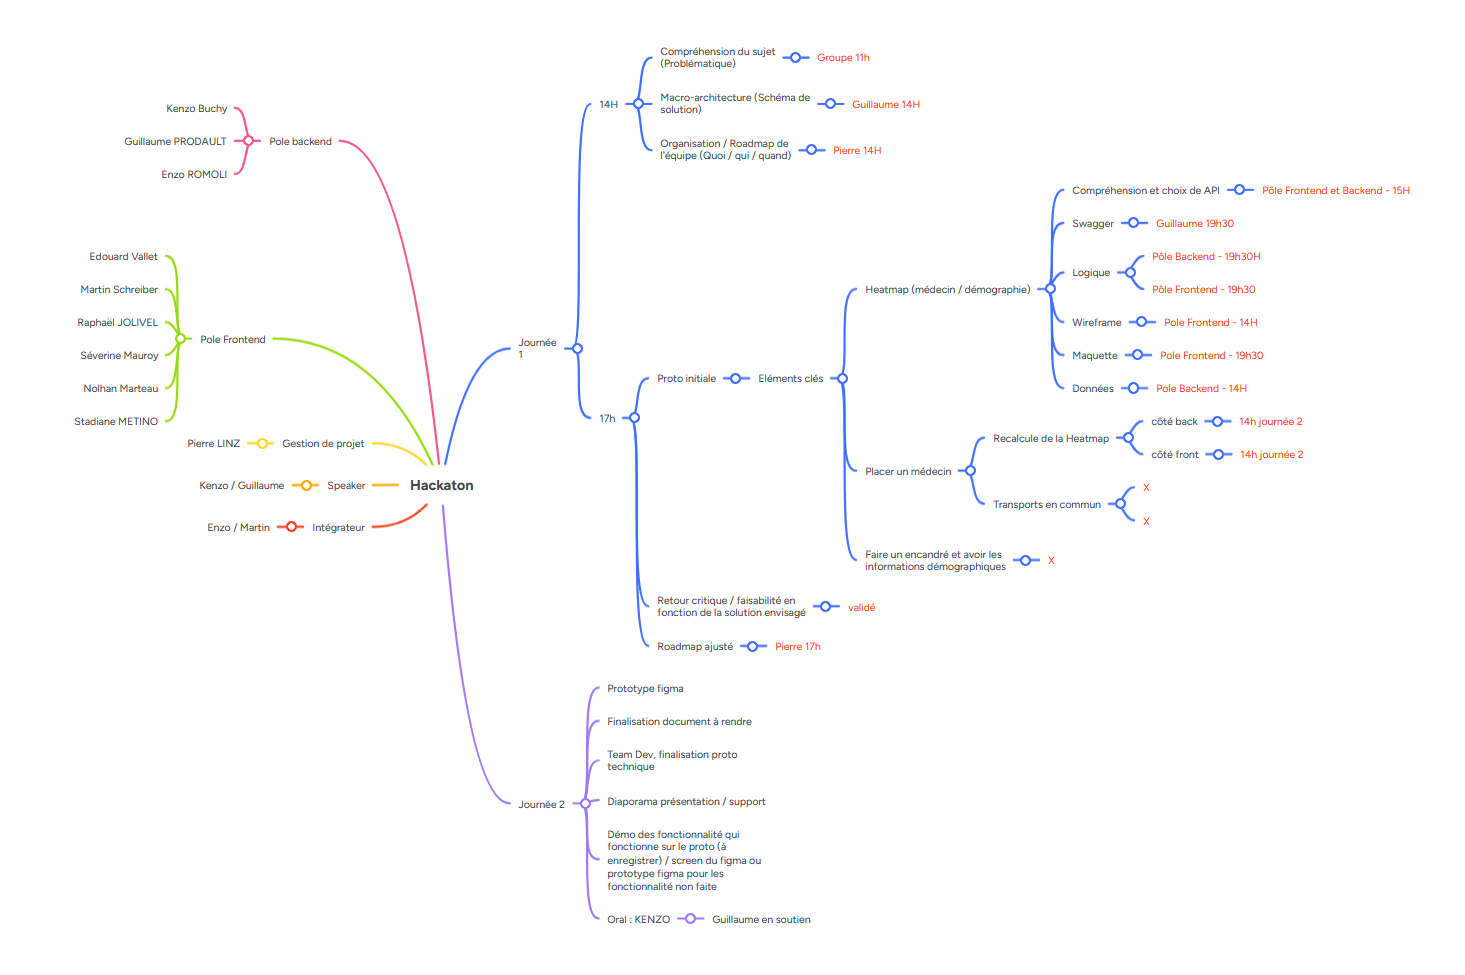 Kenzo Buchy
Guillaume PRODAULT
Enzo ROMOLI
Pole backend
Edouard Vallet
Martin Schreiber
Raphaël JOLIVEL
Séverine Mauroy
Nolhan Marteau
Stadiane METINO
Pole Frontend
Pierre LINZ
Gestion de projet
Kenzo / Guillaume
Speaker
Enzo / Martin
Intégrateur
Hackaton
Journée
1
14H
Compréhension du sujet
(Problématique)
Groupe 11h
Macro-architecture (Schéma de
solution)
Guillaume 14H
Organisation / Roadmap de
l'équipe (Quoi / qui / quand)
Pierre 14H
17h
Proto initiale
Eléments clés
Heatmap (médecin / démographie)
Compréhension et choix de API
Pôle Frontend et Backend - 15H
Swagger
Guillaume 19h30
Logique
Pôle Backend - 19h30H
Pôle Frontend - 19h30
Wireframe
Pole Frontend - 14H
Maquette
Pole Frontend - 19h30
Données
Pole Backend - 14H
Placer un médecin
Recalcule de la Heatmap
côté back
14h journée 2
côté front
14h journée 2
Transports en commun
X
X
Faire un encandré et avoir les
informations démographiques
X
Retour critique / faisabilité en
fonction de la solution envisagé
validé
Roadmap ajusté
Pierre 17h
Journée 2
Prototype figma
Finalisation document à rendre
Team Dev, finalisation proto
technique
Diaporama présentation / support
Démo des fonctionnalité qui
fonctionne sur le proto (à
enregistrer) / screen du figma ou
prototype figma pour les
fonctionnalité non faite
Oral : KENZO
Guillaume en soutien